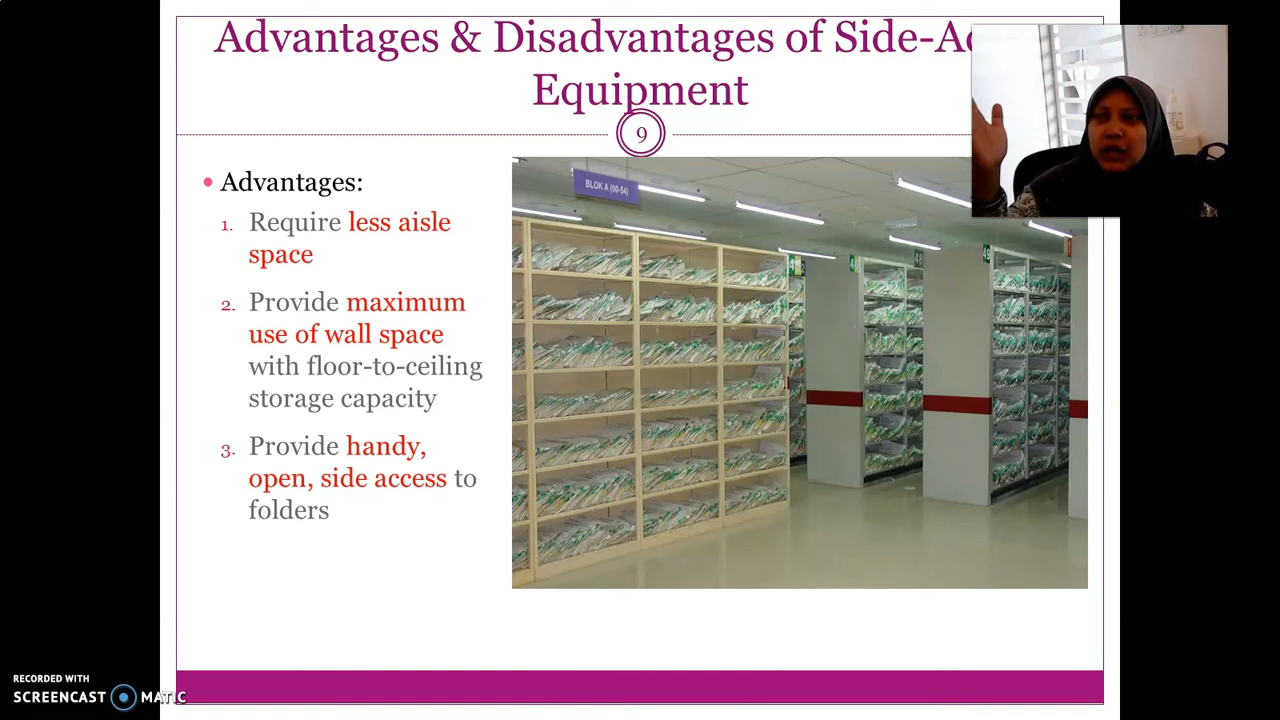 Advantages & Disadvantages of Side-
Equipment
9
• Advantages:
1. Require less aisle
space
2. Provide maximum
use of wall space
with floor-to-ceiling
storage capacity
3. Provide handy,
open, side access to
folders
BLOK A (00-54)
RECORDED WITH
SCREENCAST MATIC